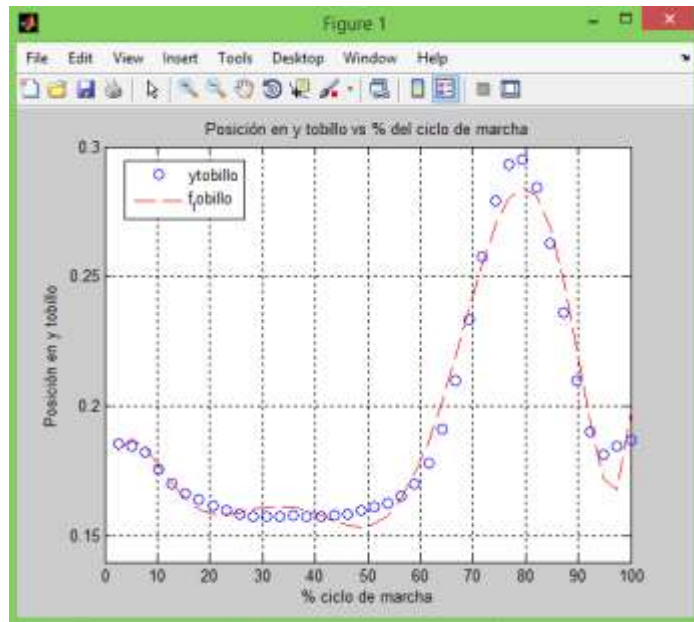 Figure 1
File Edit View Insert Tools Desktop Window Help
Posición en y tobillo vs % del ciclo de marcha
ytobillo
f_tobillo
Posición en y tobillo
0.3
0.25
0.2
0.15
0 10 20 30 40 50 60 70 80 90 100
% ciclo de marcha